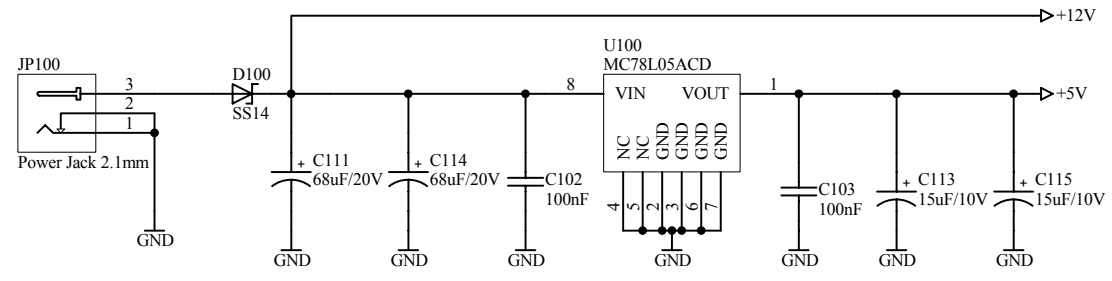 +12V
JP100
3
2
1
Power Jack 2.1mm
GND
D100
SS14
+
C111
68uF/20V
GND
+
C114
68uF/20V
GND
C102
100nF
GND
U100
MC78L05ACD
8
VIN
VOUT
1
NC
NC
GND
GND
GND
GND
4
5
2
3
6
7
GND
+5V
C103
100nF
GND
+
C113
15uF/10V
GND
+
C115
15uF/10V
GND